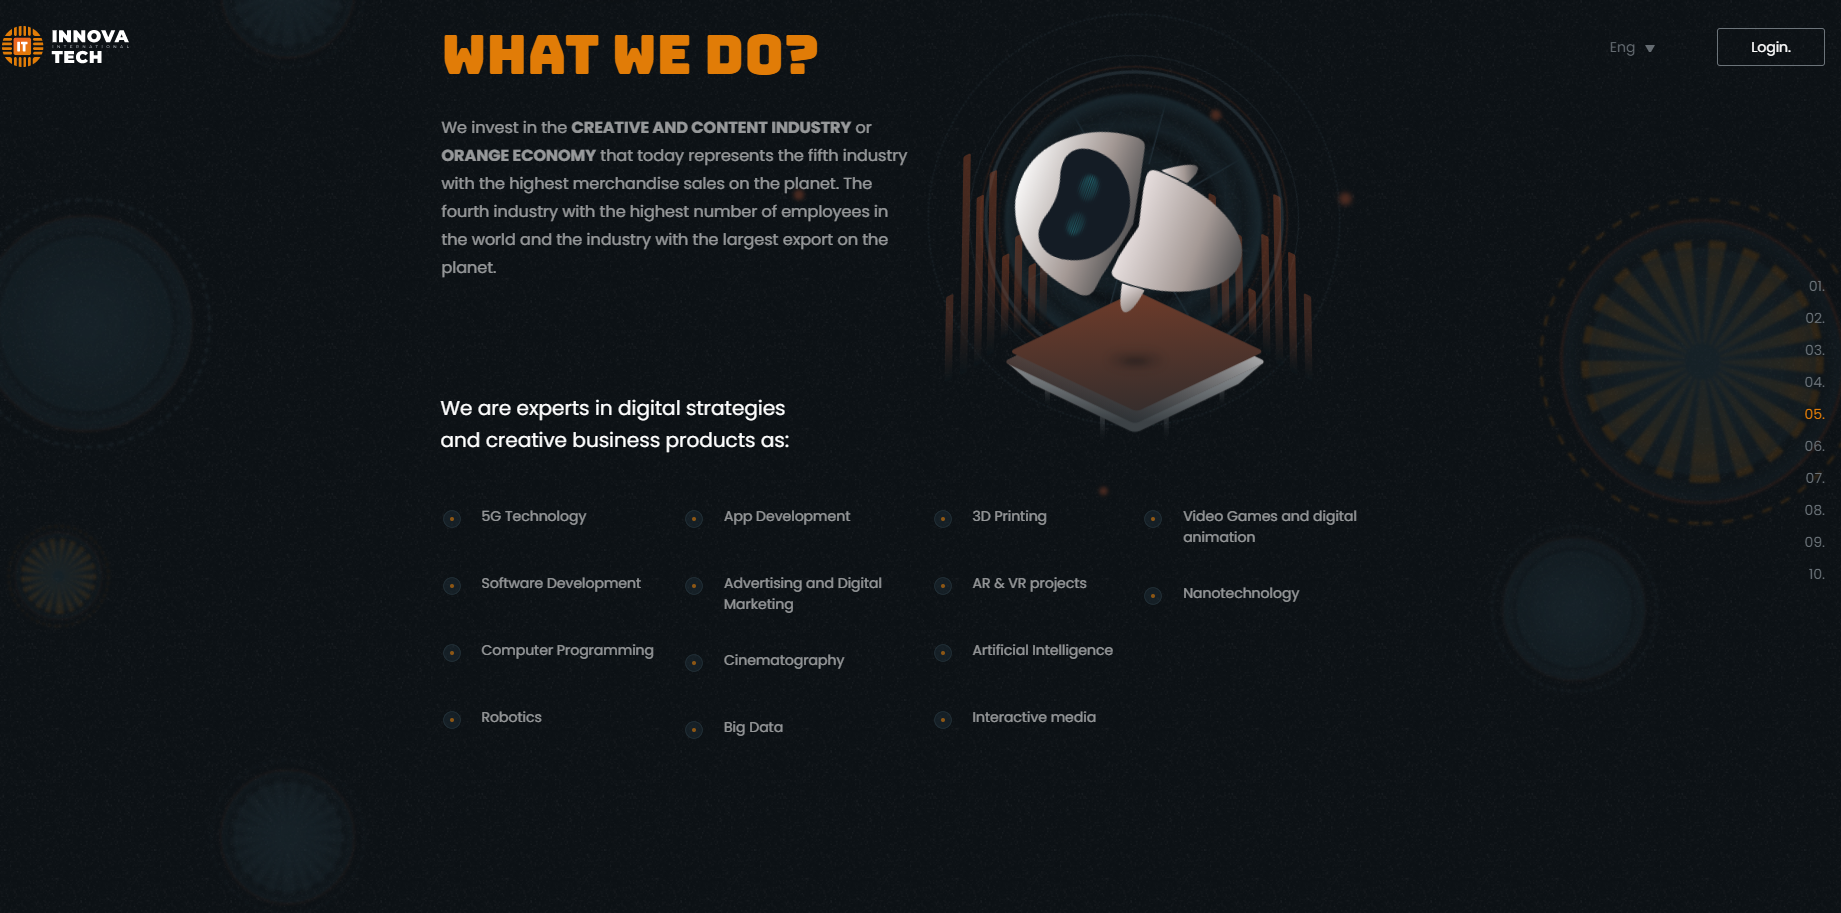 INNOVA
INTERNATIONAL
TECH
IT
Eng
Login.
WHAT WE DO?
We invest in the CREATIVE AND CONTENT INDUSTRY or
ORANGE ECONOMY that today represents the fifth industry
with the highest merchandise sales on the planet. The
fourth industry with the highest number of employees in
the world and the industry with the largest export on the
planet.
We are experts in digital strategies
and creative business products as:
5G Technology
Software Development
Computer Programming
Robotics
App Development
Advertising and Digital
Marketing
Cinematography
Big Data
3D Printing
AR & VR projects
Artificial Intelligence
Interactive media
Video Games and digital
animation
Nanotechnology
01.
02.
03.
04.
05.
06.
07.
08.
09.
10.